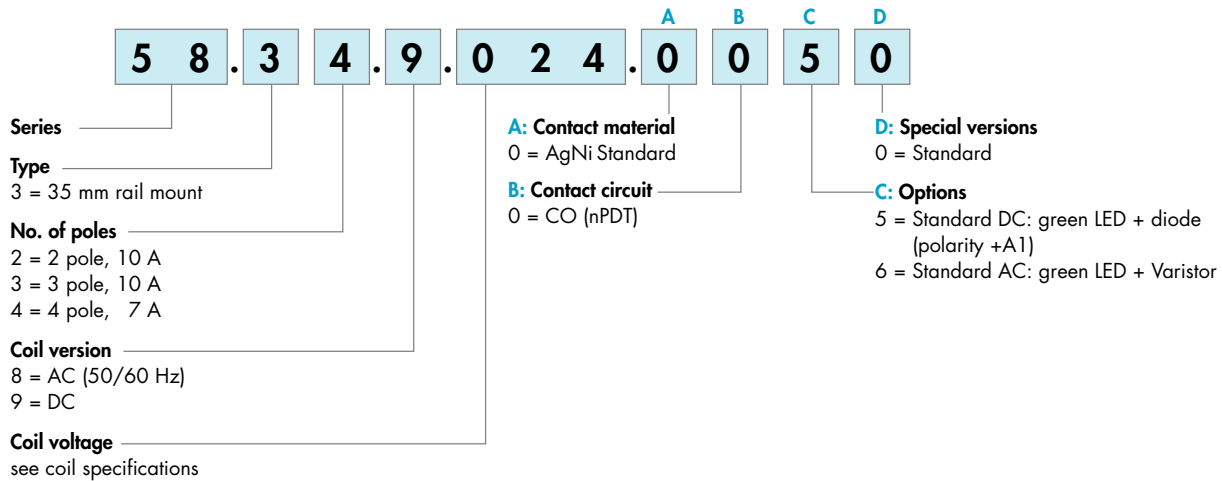 A B C D
5 8 . 3 4 . 9 . 0 2 4 . 0 0 5 0
Series
Type
3 = 35 mm rail mount
No. of poles
2 = 2 pole, 10 A
3 = 3 pole, 10 A
4 = 4 pole, 7 A
Coil version
8 = AC (50/60 Hz)
9 = DC
Coil voltage
see coil specifications
A: Contact material
0 = AgNi Standard
B: Contact circuit
0 = CO (nPDT)
D: Special versions
0 = Standard
C: Options
5 = Standard DC: green LED + diode
(polarity +A1)
6 = Standard AC: green LED + Varistor